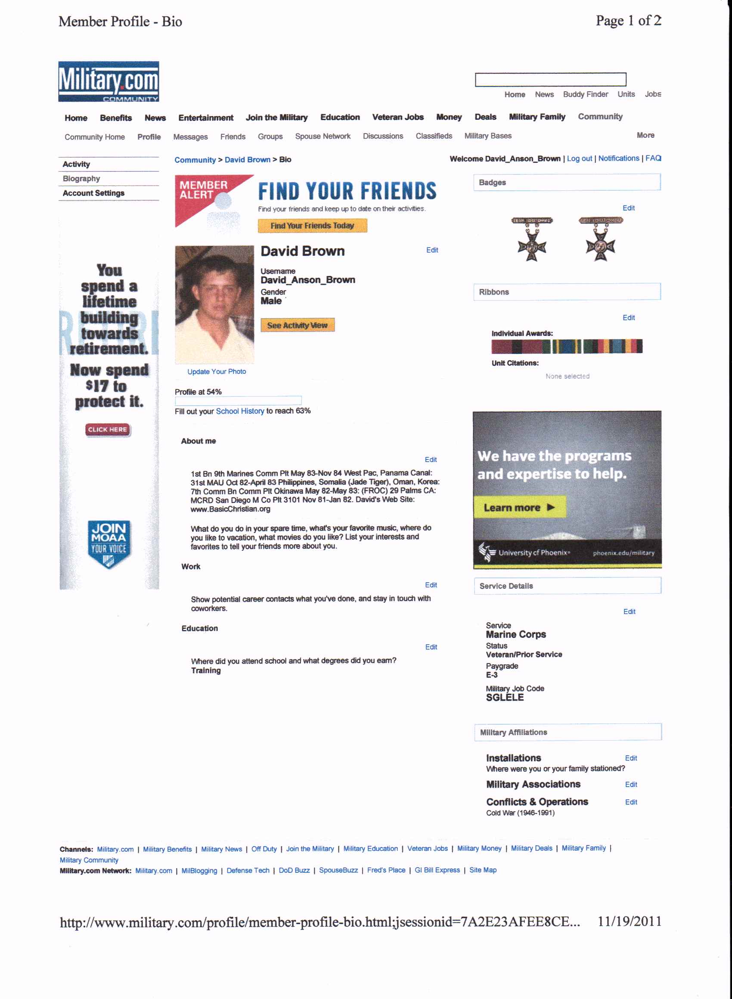 Member Profile - Bio
Page 1 of 2
Military.com
COMMUNITY
Home News Buddy Finder Units Jobs
Home Benefits News Entertainment Join the Military Education Veteran Jobs Money Deals Military Family Community
Community Home Profile Messages Friends Groups Spouse Network Discussions Classifieds Military Bases More
Activity
Biography
Account Settings
Community > David Brown > Bio
Welcome David_Anson_Brown | Log out | Notifications | FAQ
MEMBER
ALERT
FIND YOUR FRIENDS
Find your friends and keep up to date on their activities.
Find Your Friends Today
David Brown
Edit
Username
David_Anson_Brown
Gender
Male
See Activity View
Update Your Photo
Profile at 54%
Fill out your School History to reach 63%
About me
Edit
1st Bn 9th Marines Comm Plt May 83-Nov 84 West Pac, Panama Canal:
31st MAU Oct 82-April 83 Philippines, Somalia (Jade Tiger), Oman, Korea:
7th Comm Bn Comm Plt Okinawa May 82-May 83: (FROC) 29 Palms CA:
MCRD San Diego M Co Plt 3101 Nov 81-Jan 82. David's Web Site:
www.BasicChristian.org
What do you do in your spare time, what's your favorite music, where do
you like to vacation, what movies do you like? List your interests and
favorites to tell your friends more about you.
Work
Edit
Show potential career contacts what you've done, and stay in touch with
coworkers.
Education
Edit
Where did you attend school and what degrees did you earn?
Training
You
spend a
lifetime
building
towards
retirement.
Now spend
$17 to
protect it.
CLICK HERE
JOIN
MOAA
YOUR VOICE
Badges
Edit
Ribbons
Edit
Individual Awards:
Unit Citations:
None selected
We have the programs
and expertise to help.
Learn more
University of Phoenix
phoenix.edu/military
Service Details
Edit
Service
Marine Corps
Status
Veteran/Prior Service
Paygrade
E-3
Military Job Code
SGLELE
Military Affiliations
Installations Edit
Where were you or your family stationed?
Military Associations Edit
Conflicts & Operations Edit
Cold War (1946-1991)
Channels: Military.com | Military Benefits | Military News | Off Duty | Join the Military | Military Education | Veteran Jobs | Military Money | Military Deals | Military Family |
Military Community
Military.com Network: Military.com | MilBlogging | Defense Tech | DoD Buzz | SpouseBuzz | Fred's Place | GI Bill Express | Site Map
http://www.military.com/profile/member-profile-bio.html;jsessionid=7A2E23AFEE8CE... 11/19/2011